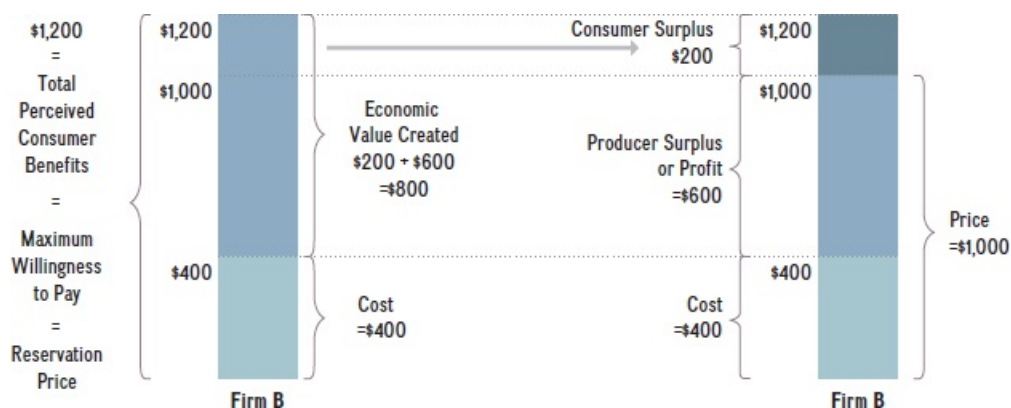 $1,200
=
Total
Perceived
Consumer
Benefits
=
Maximum
Willingness
to Pay
=
Reservation
Price
$1,200
$1,000
$400
Firm B
Economic
Value Created
$200 + $600
=$800
Cost
=$400
Consumer Surplus
$200
Producer Surplus
or Profit
=$600
Cost
=$400
$1,200
$1,000
$400
Firm B
Price
=$1,000